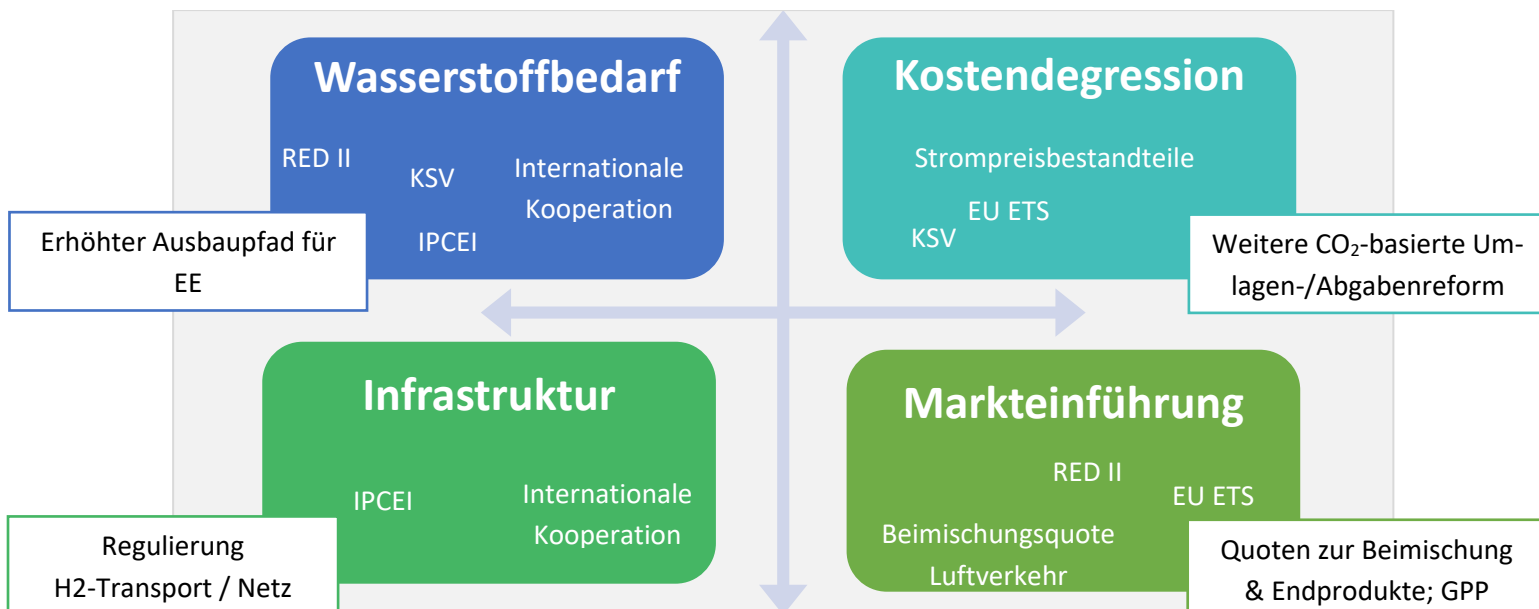 Wasserstoffbedarf
RED II
KSV
Internationale
Kooperation
IPCEI
Erhöhter Ausbaupfad für
EE
Kostendegression
Strompreisbestandteile
EU ETS
KSV
Weitere CO₂-basierte Um-
lagen-/Abgabenreform
Infrastruktur
IPCEI
Internationale
Kooperation
Regulierung
H2-Transport / Netz
Markteinführung
RED II
EU ETS
Beimischungsquote
Luftverkehr
Quoten zur Beimischung
& Endprodukte; GPP